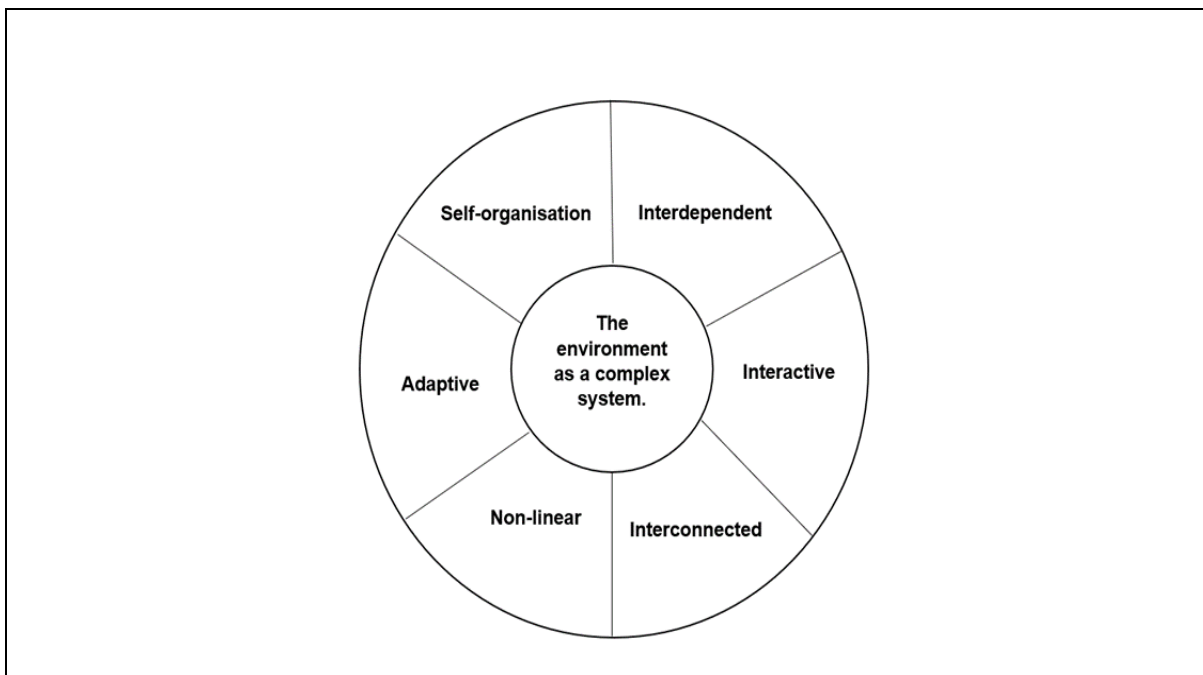 Self-organisation
Interdependent
The
environment
as a complex
system.
Adaptive
Interactive
Non-linear
Interconnected